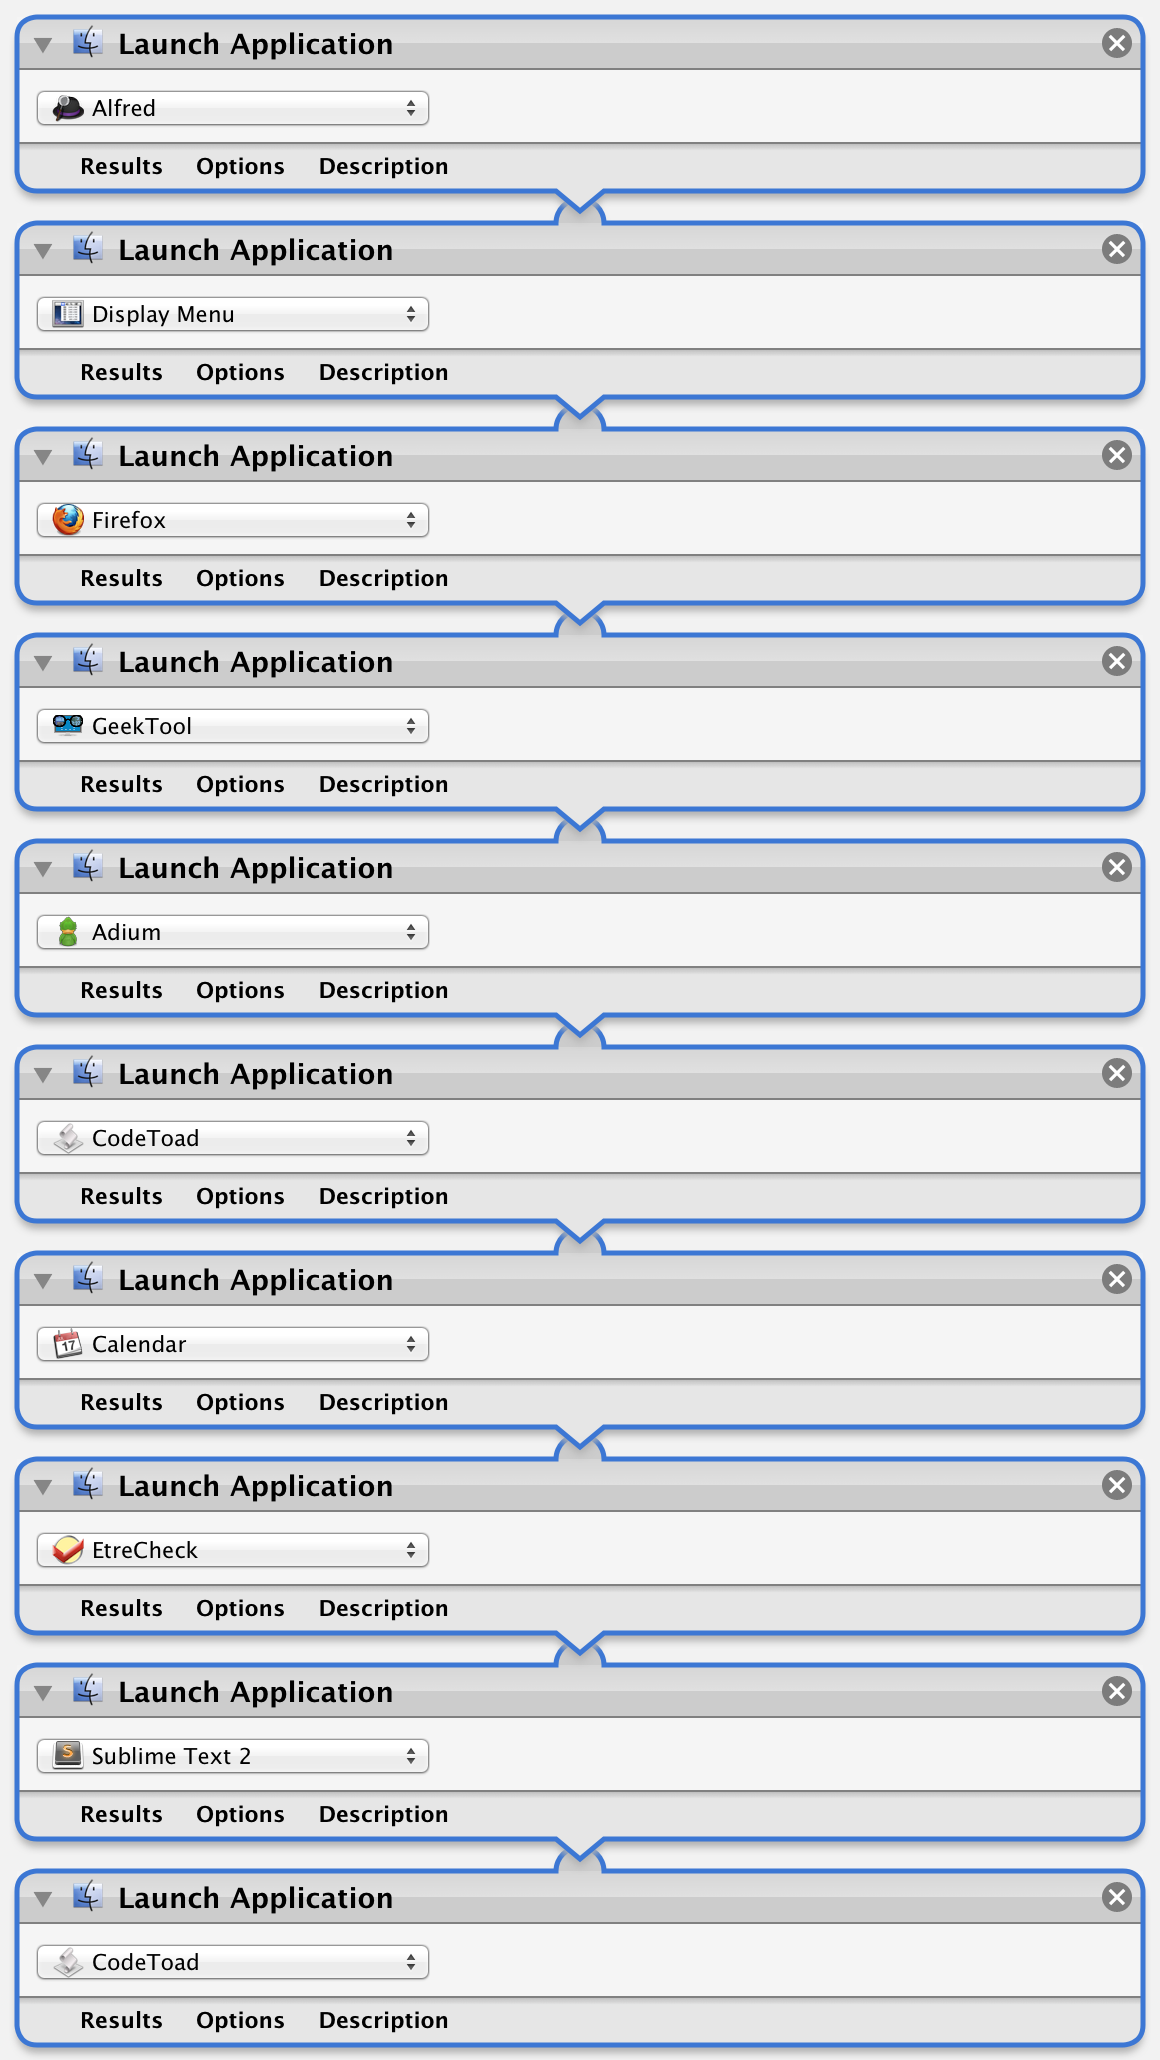 Launch Application
Alfred
Results Options Description
Launch Application
Display Menu
Results Options Description
Launch Application
Firefox
Results Options Description
Launch Application
GeekTool
Results Options Description
Launch Application
Adium
Results Options Description
Launch Application
CodeToad
Results Options Description
Launch Application
17 Calendar
Results Options Description
Launch Application
EtreCheck
Results Options Description
Launch Application
S Sublime Text 2
Results Options Description
Launch Application
CodeToad
Results Options Description